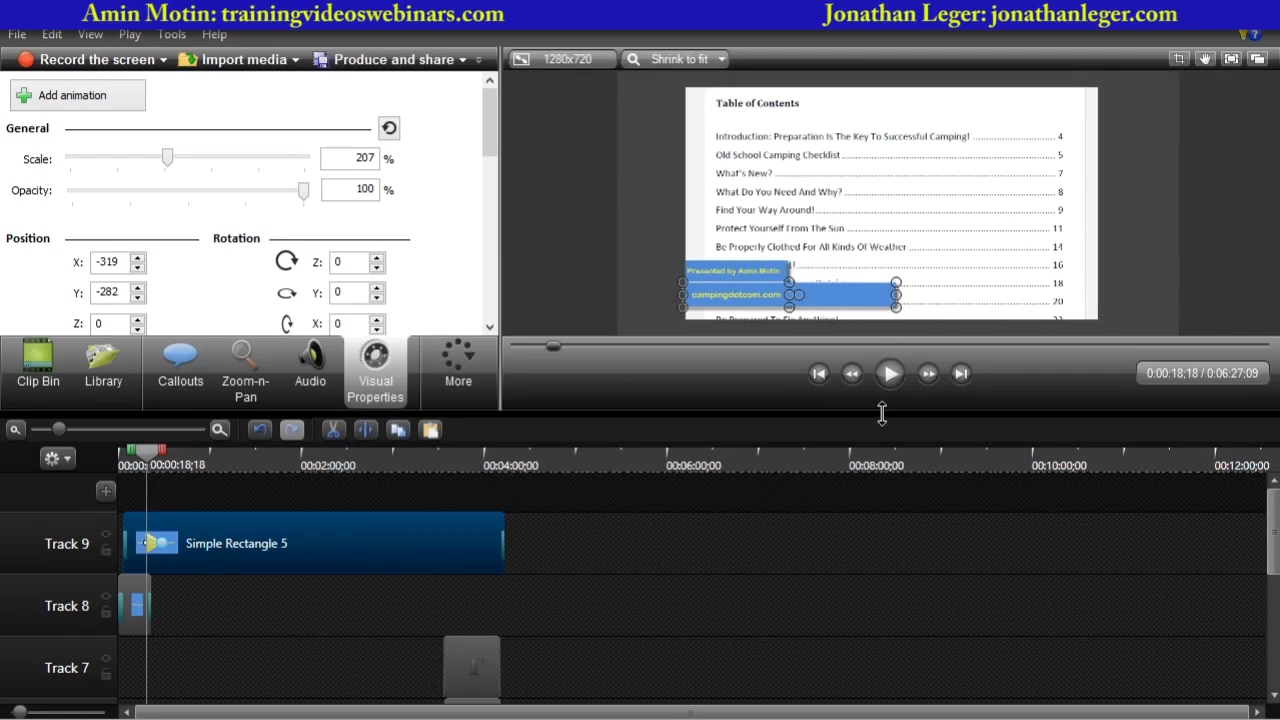 Amin Motin: trainingvideoswebinars.com
Jonathan Leger: jonathanleger.com
File Edit View Play Tools Help
Record the screen Import media Produce and share
1280x720 Shrink to fit
Add animation
General
Scale: 207 %
Opacity: 100 %
Position Rotation
X: -319 Z: 0
Y: -282 Y: 0
Z: 0 X: 0
Table of Contents
Introduction: Preparation Is The Key To Successful Camping! 4
Old School Camping Checklist 5
What's New? 7
What Do You Need And Why? 8
Find Your Way Around! 9
Protect Yourself From The Sun 11
Be Properly Clothed For All Kinds Of Weather 14
Presented by Amin Motin ! 16
18
campingdotcom.com 20
Be Prepared To Fix Anything!
Clip Bin Library Callouts Zoom-n-Pan Audio Visual Properties More
0:00:18;18 / 0:06:27;09
00:00: 00:00:18;18 00:02:00;00 00:04:00;00 00:06:00;00 00:08:00;00 00:10:00;00 00:12:00;00
Track 9 Simple Rectangle 5
Track 8
Track 7 T